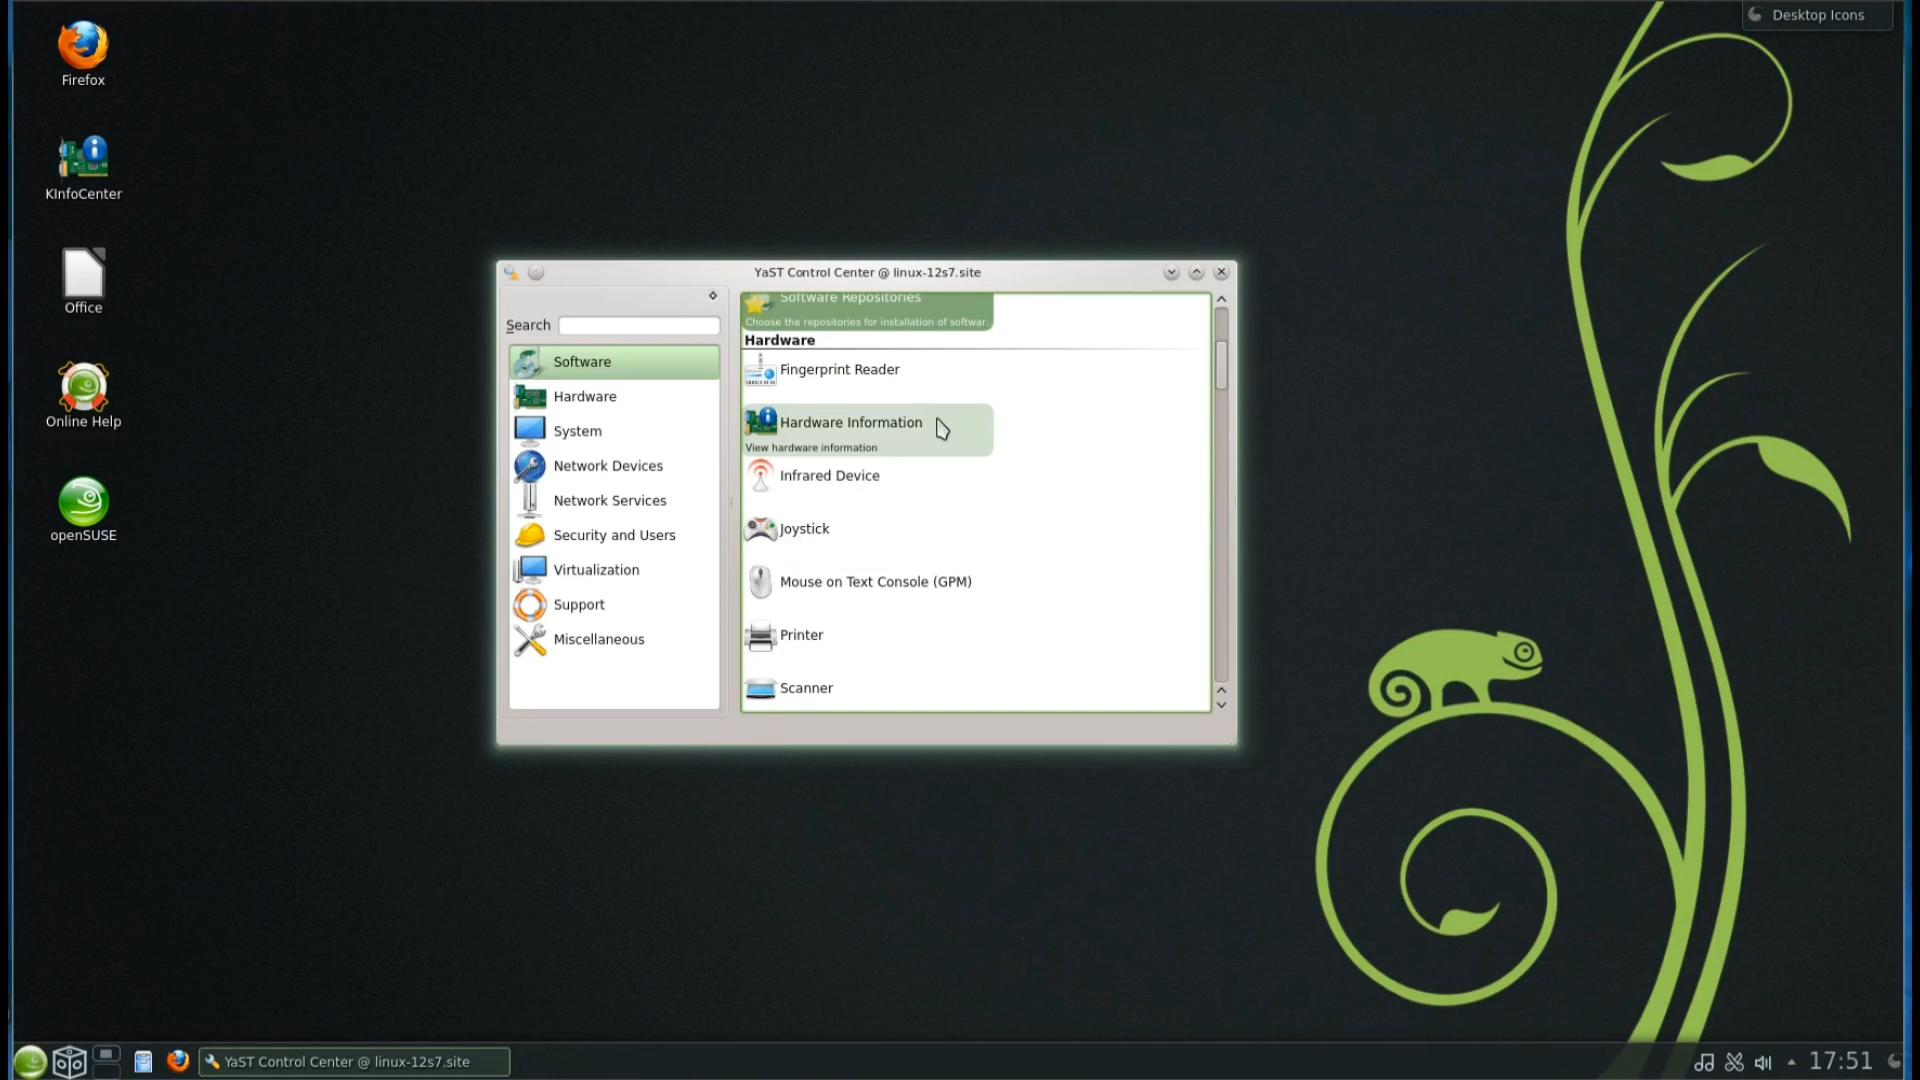 Desktop Icons
Firefox
KInfoCenter
Office
Online Help
openSUSE
YaST Control Center @ linux-12s7.site
Search
Software
Hardware
System
Network Devices
Network Services
Security and Users
Virtualization
Support
Miscellaneous
Software Repositories
Choose the repositories for installation of softwar...
Hardware
Fingerprint Reader
Hardware Information
View hardware information
Infrared Device
Joystick
Mouse on Text Console (GPM)
Printer
Scanner
YaST Control Center @ linux-12s7.site
17:51